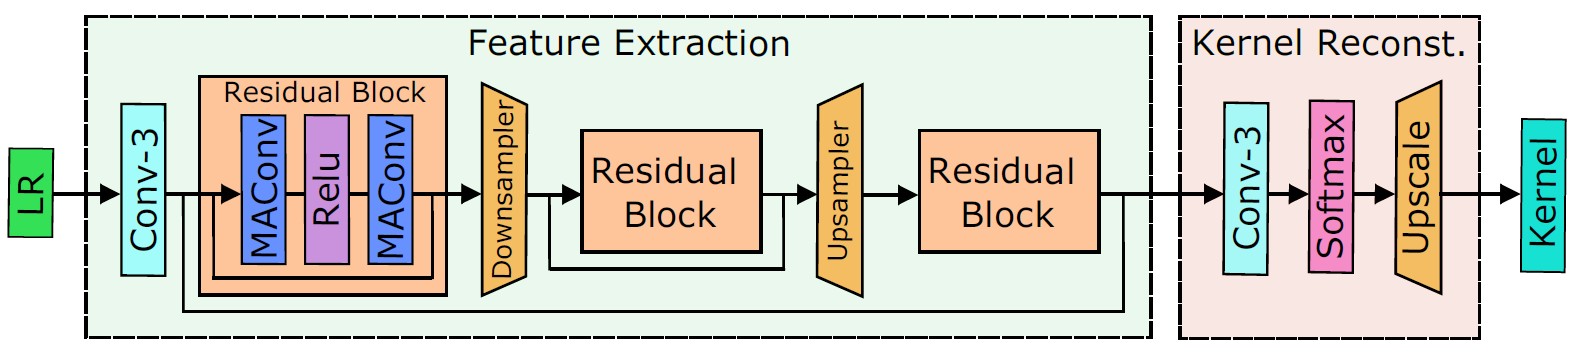 Feature Extraction
Kernel Reconst.
LR
Conv-3
Residual Block
MAConv
Relu
MAConv
Downsampler
Residual
Block
Upsampler
Residual
Block
Conv-3
Softmax
Upscale
Kernel